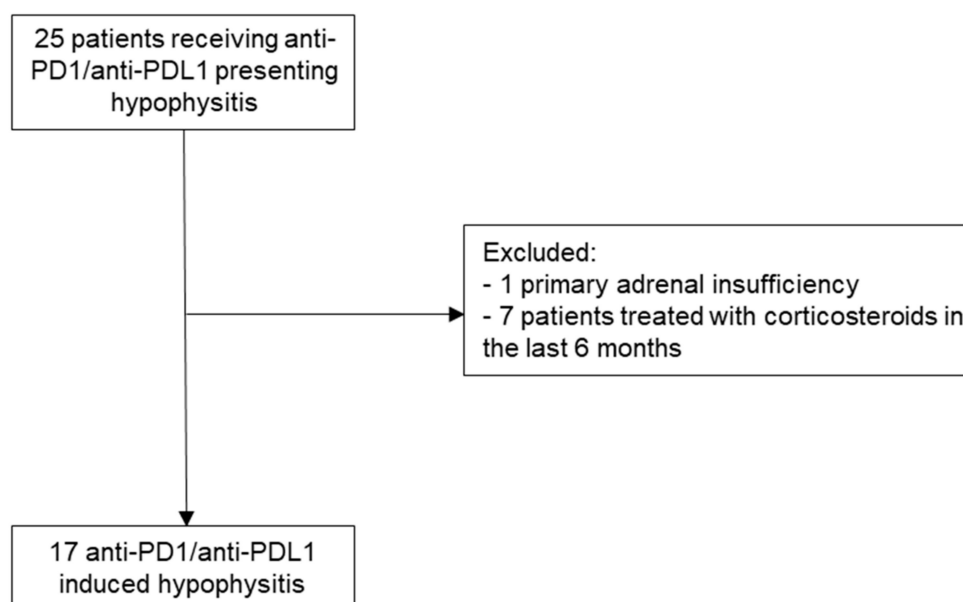 25 patients receiving anti-
PD1/anti-PDL1 presenting
hypophysitis
Excluded:
- 1 primary adrenal insufficiency
- 7 patients treated with corticosteroids in
the last 6 months
17 anti-PD1/anti-PDL1
induced hypophysitis